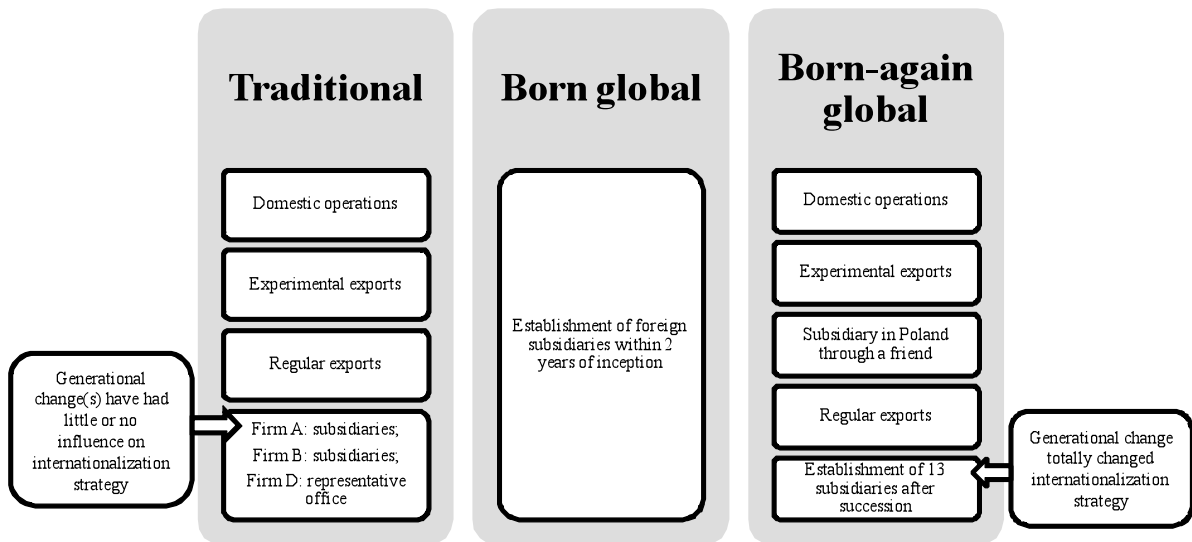 Traditional
Domestic operations
Experimental exports
Regular exports
Firm A: subsidiaries;
Firm B: subsidiaries;
Firm D: representative
office
Generational
change(s) have had
little or no
influence on
internationalization
strategy
Born global
Establishment of foreign
subsidiaries within 2
years of inception
Born-again
global
Domestic operations
Experimental exports
Subsidiary in Poland
through a friend
Regular exports
Establishment of 13
subsidiaries after
succession
Generational change
totally changed
internationalization
strategy